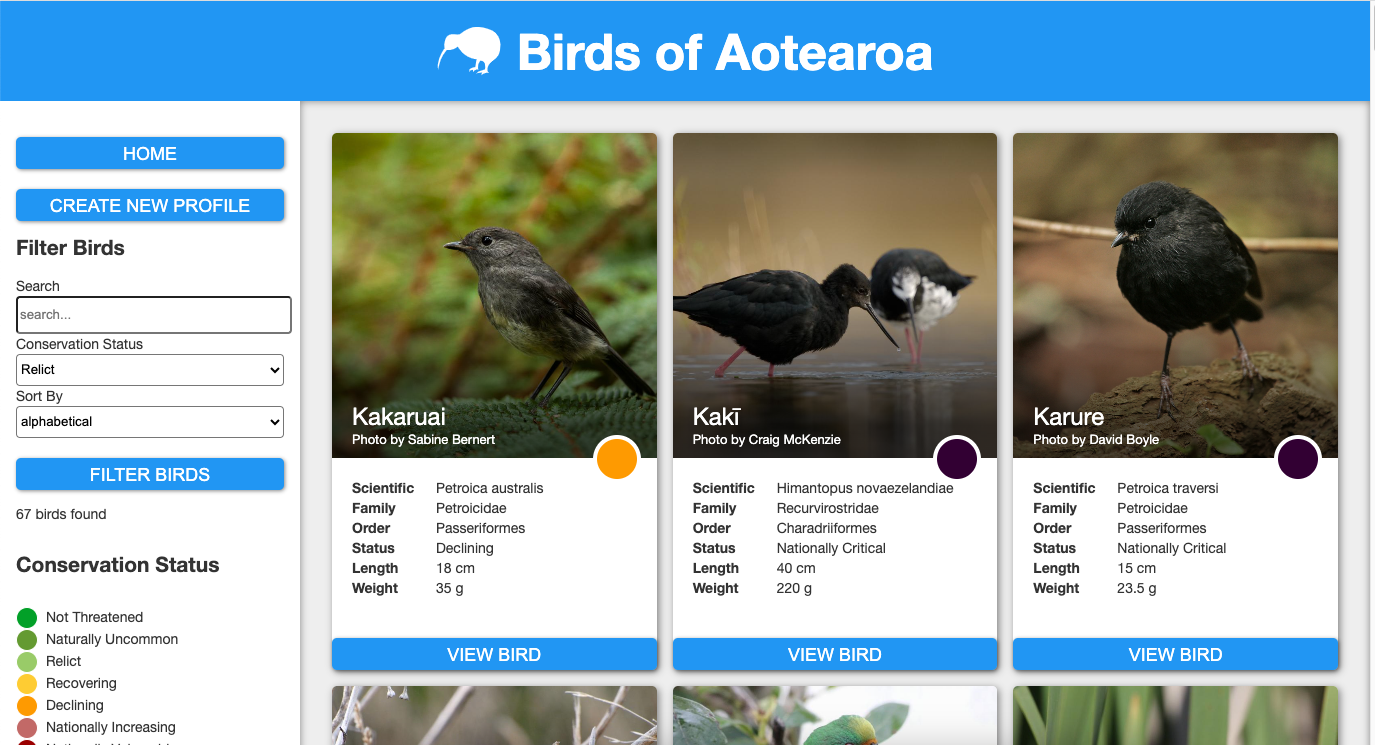 Birds of Aotearoa
HOME
CREATE NEW PROFILE
Filter Birds
Search
search...
Conservation Status
Relict
Sort By
alphabetical
FILTER BIRDS
67 birds found
Conservation Status
Not Threatened
Naturally Uncommon
Relict
Recovering
Declining
Nationally Increasing
Kakaruai
Photo by Sabine Bernert
Scientific Petroica australis
Family Petroicidae
Order Passeriformes
Status Declining
Length 18 cm
Weight 35 g
VIEW BIRD
Kakī
Photo by Craig McKenzie
Scientific Himantopus novaezelandiae
Family Recurvirostridae
Order Charadriiformes
Status Nationally Critical
Length 40 cm
Weight 220 g
VIEW BIRD
Karure
Photo by David Boyle
Scientific Petroica traversi
Family Petroicidae
Order Passeriformes
Status Nationally Critical
Length 15 cm
Weight 23.5 g
VIEW BIRD